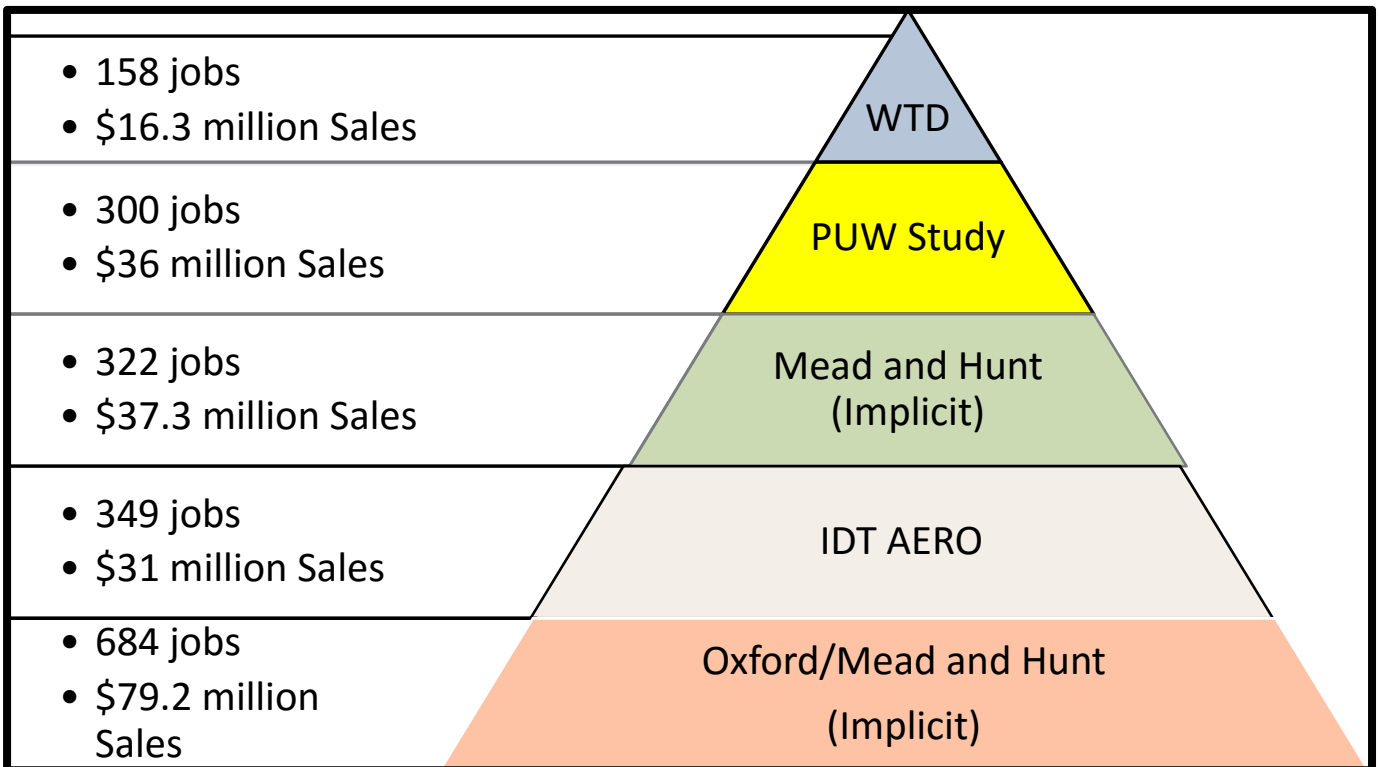 • 158 jobs
• $16.3 million Sales
WTD
• 300 jobs
• $36 million Sales
PUW Study
• 322 jobs
• $37.3 million Sales
Mead and Hunt
(Implicit)
• 349 jobs
• $31 million Sales
IDT AERO
• 684 jobs
• $79.2 million
Sales
Oxford/Mead and Hunt
(Implicit)